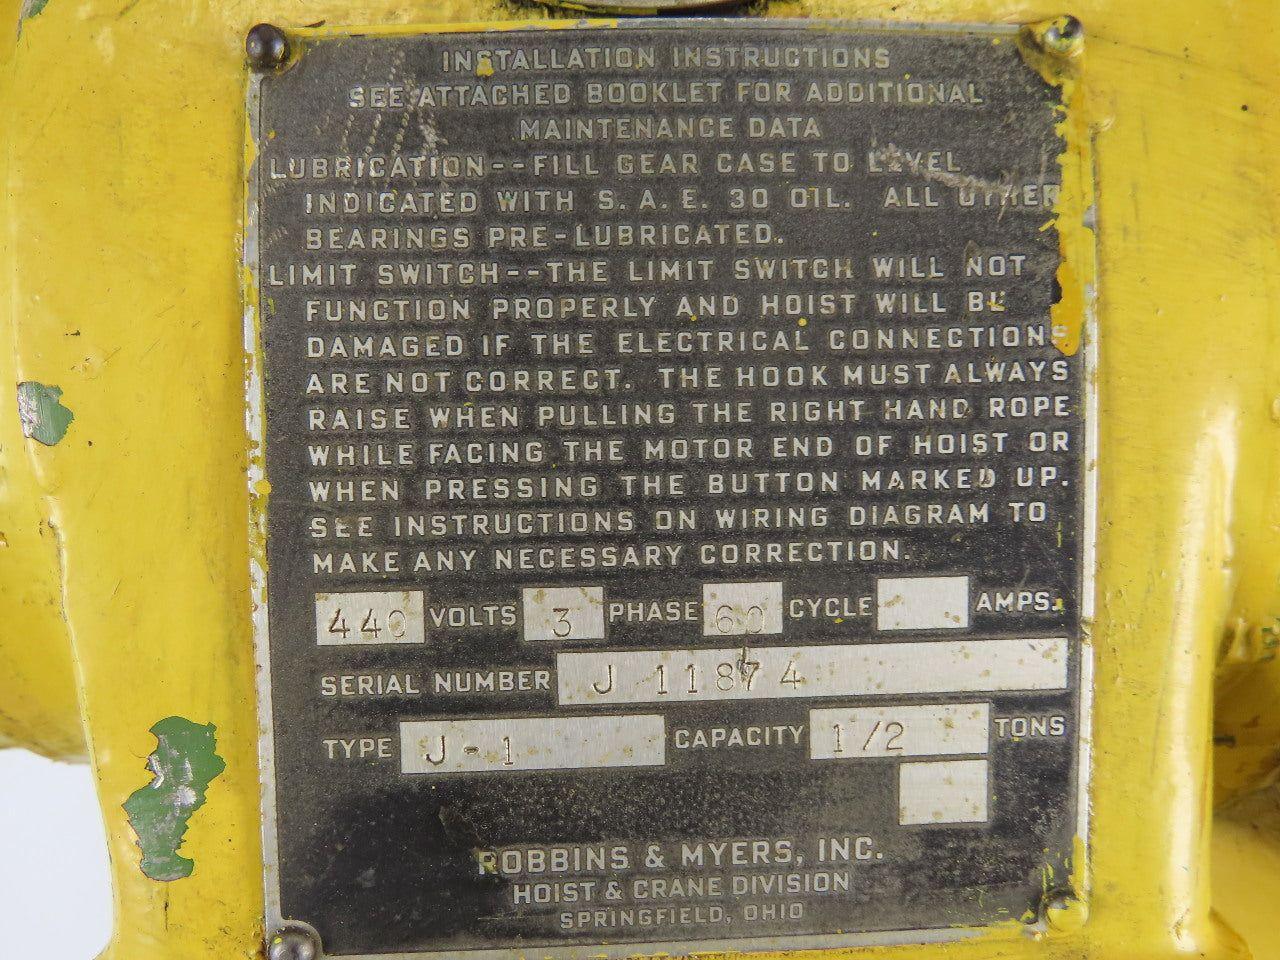 INSTALLATION INSTRUCTIONS
SEE ATTACHED BOOKLET FOR ADDITIONAL
MAINTENANCE DATA
LUBRICATION--FILL GEAR CASE TO LEVEL
INDICATED WITH S. A. E. 30 OIL. ALL OTHER
BEARINGS PRE-LUBRICATED.
LIMIT SWITCH--THE LIMIT SWITCH WILL NOT
FUNCTION PROPERLY AND HOIST WILL BE
DAMAGED IF THE ELECTRICAL CONNECTIONS
ARE NOT CORRECT. THE HOOK MUST ALWAYS
RAISE WHEN PULLING THE RIGHT HAND ROPE
WHILE FACING THE MOTOR END OF HOIST OR
WHEN PRESSING THE BUTTON MARKED UP.
SEE INSTRUCTIONS ON WIRING DIAGRAM TO
MAKE ANY NECESSARY CORRECTION.
440 VOLTS 3 PHASE 60 CYCLE AMPS.
SERIAL NUMBER J 11874
TYPE J-1 CAPACITY 1/2 TONS
ROBBINS & MYERS, INC.
HOIST & CRANE DIVISION
SPRINGFIELD, OHIO